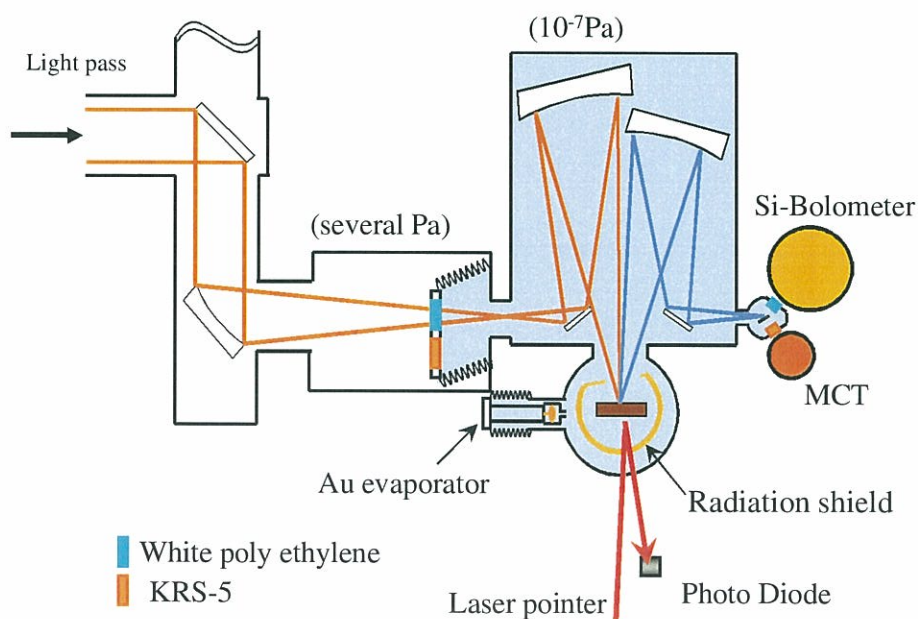 (10⁻⁷Pa)
Light pass
(several Pa)
Si-Bolometer
MCT
Au evaporator
Radiation shield
White poly ethylene
KRS-5
Laser pointer
Photo Diode